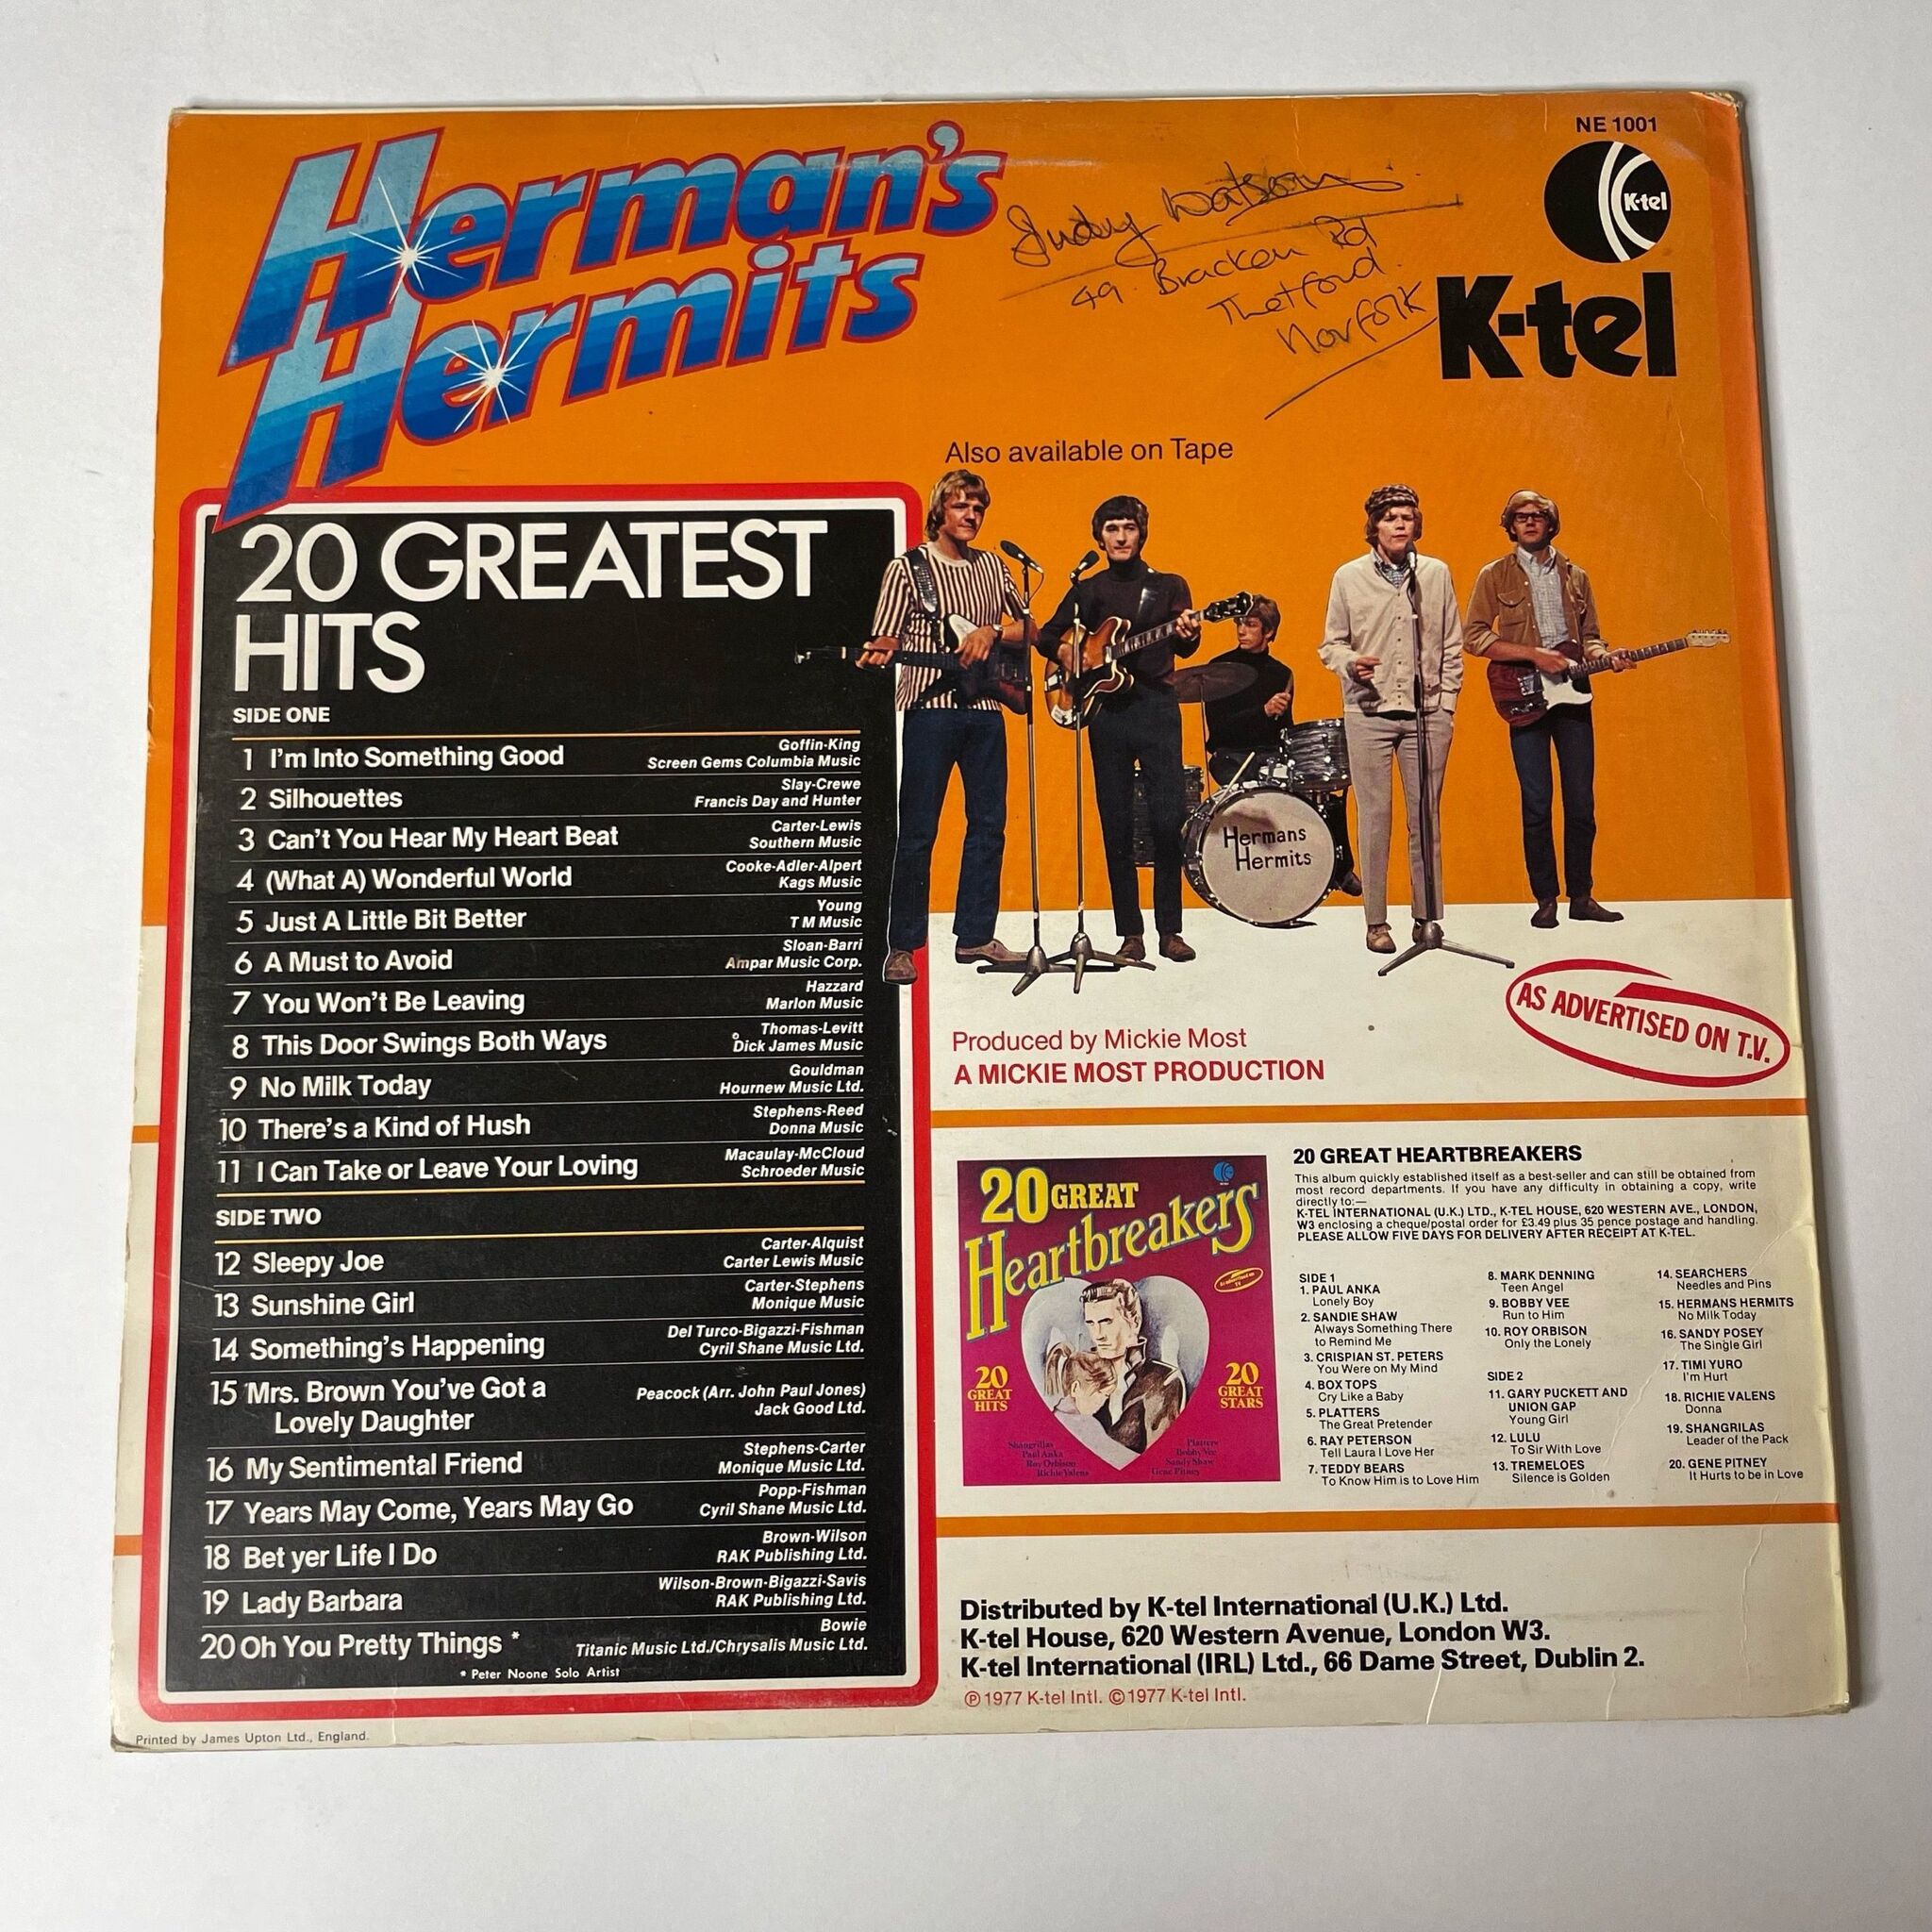 NE 1001
Herman's
Hermits
Judy Watson
49. Bracken Rd
Thetford.
Norfolk
K-tel
K-tel
Also available on Tape
20 GREATEST
HITS
SIDE ONE
1 I'm Into Something Good Goffin-King
Screen Gems Columbia Music
2 Silhouettes Slay-Crewe
Francis Day and Hunter
3 Can't You Hear My Heart Beat Carter-Lewis
Southern Music
4 (What A) Wonderful World Cooke-Adler-Alpert
Kags Music
5 Just A Little Bit Better Young
T M Music
6 A Must to Avoid Sloan-Barri
Ampar Music Corp.
7 You Won't Be Leaving Hazzard
Marlon Music
8 This Door Swings Both Ways Thomas-Levitt
Dick James Music
9 No Milk Today Gouldman
Hournew Music Ltd.
10 There's a Kind of Hush Stephens-Reed
Donna Music
11 I Can Take or Leave Your Loving Macaulay-McCloud
Schroeder Music
SIDE TWO
12 Sleepy Joe Carter-Alquist
Carter Lewis Music
13 Sunshine Girl Carter-Stephens
Monique Music
14 Something's Happening Del Turco-Bigazzi-Fishman
Cyril Shane Music Ltd.
15 Mrs. Brown You've Got a
Lovely Daughter Peacock (Arr. John Paul Jones)
Jack Good Ltd.
16 My Sentimental Friend Stephens-Carter
Monique Music Ltd.
17 Years May Come, Years May Go Popp-Fishman
Cyril Shane Music Ltd.
18 Bet yer Life I Do Brown-Wilson
RAK Publishing Ltd.
19 Lady Barbara Wilson-Brown-Bigazzi-Savis
RAK Publishing Ltd.
20 Oh You Pretty Things * Bowie
Titanic Music Ltd./Chrysalis Music Ltd.
* Peter Noone Solo Artist
Printed by James Upton Ltd., England.
Hermans
Hermits
AS ADVERTISED ON T.V.
Produced by Mickie Most
A MICKIE MOST PRODUCTION
20 GREAT
Heartbreakers
20
GREAT
HITS
20
GREAT
STARS
Shangrillas
Paul Anka
Roy Orbison
Richie Valens
Platters
Bobby Vee
Sandy Shaw
Gene Pitney
20 GREAT HEARTBREAKERS
This album quickly established itself as a best-seller and can still be obtained from
most record departments. If you have any difficulty in obtaining a copy, write
directly to:—
K-TEL INTERNATIONAL (U.K.) LTD., K-TEL HOUSE, 620 WESTERN AVE., LONDON,
W3 enclosing a cheque/postal order for £3.49 plus 35 pence postage and handling.
PLEASE ALLOW FIVE DAYS FOR DELIVERY AFTER RECEIPT AT K-TEL.
SIDE 1
1. PAUL ANKA
Lonely Boy
2. SANDIE SHAW
Always Something There
to Remind Me
3. CRISPIAN ST. PETERS
You Were on My Mind
4. BOX TOPS
Cry Like a Baby
5. PLATTERS
The Great Pretender
6. RAY PETERSON
Tell Laura I Love Her
7. TEDDY BEARS
To Know Him is to Love Him
8. MARK DENNING
Teen Angel
9. BOBBY VEE
Run to Him
10. ROY ORBISON
Only the Lonely
SIDE 2
11. GARY PUCKETT AND
UNION GAP
Young Girl
12. LULU
To Sir With Love
13. TREMELOES
Silence is Golden
14. SEARCHERS
Needles and Pins
15. HERMANS HERMITS
No Milk Today
16. SANDY POSEY
The Single Girl
17. TIMI YURO
I'm Hurt
18. RICHIE VALENS
Donna
19. SHANGRILAS
Leader of the Pack
20. GENE PITNEY
It Hurts to be in Love
Distributed by K-tel International (U.K.) Ltd.
K-tel House, 620 Western Avenue, London W3.
K-tel International (IRL) Ltd., 66 Dame Street, Dublin 2.
℗ 1977 K-tel Intl. © 1977 K-tel Intl.